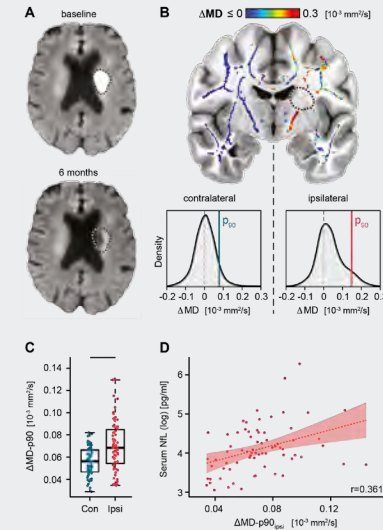 A
baseline
6 months
B
ΔMD ≤ 0 0.3 [10⁻³ mm²/s]
contralateral
ipsilateral
Density
p₉₀
p₉₀
-0.2 -0.1 0 0.1 0.2 0.3
-0.2 -0.1 0 0.1 0.2 0.3
ΔMD [10⁻³ mm²/s]
ΔMD [10⁻³ mm²/s]
C
ΔMD-p90 [10⁻³ mm²/s]
0.14
0.12
0.10
0.08
0.06
0.04
Con Ipsi
D
Serum NfL (log) [pg/ml]
6
5
4
3
r=0.361
0.04 0.08 0.12
ΔMD-p90ipsi [10⁻³ mm²/s]